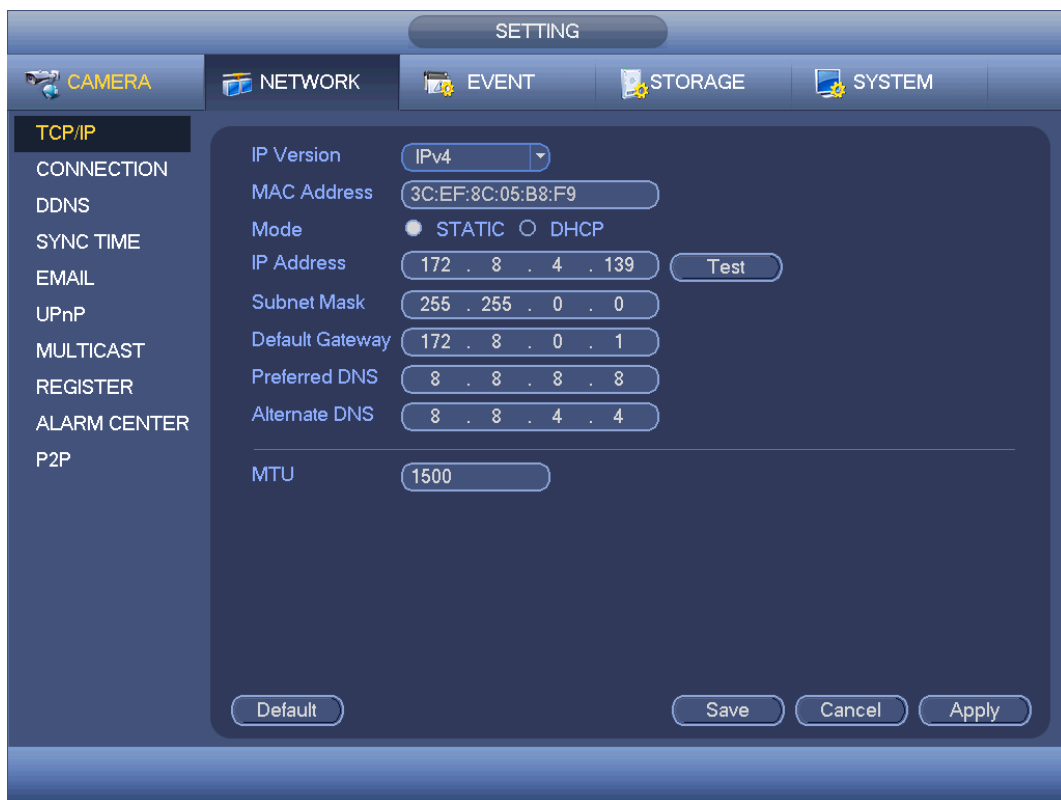 SETTING
CAMERA NETWORK EVENT STORAGE SYSTEM
TCP/IP
CONNECTION
DDNS
SYNC TIME
EMAIL
UPnP
MULTICAST
REGISTER
ALARM CENTER
P2P
IP Version IPv4
MAC Address 3C:EF:8C:05:B8:F9
Mode STATIC DHCP
IP Address 172 . 8 . 4 . 139 Test
Subnet Mask 255 . 255 . 0 . 0
Default Gateway 172 . 8 . 0 . 1
Preferred DNS 8 . 8 . 8 . 8
Alternate DNS 8 . 8 . 4 . 4
MTU 1500
Default Save Cancel Apply